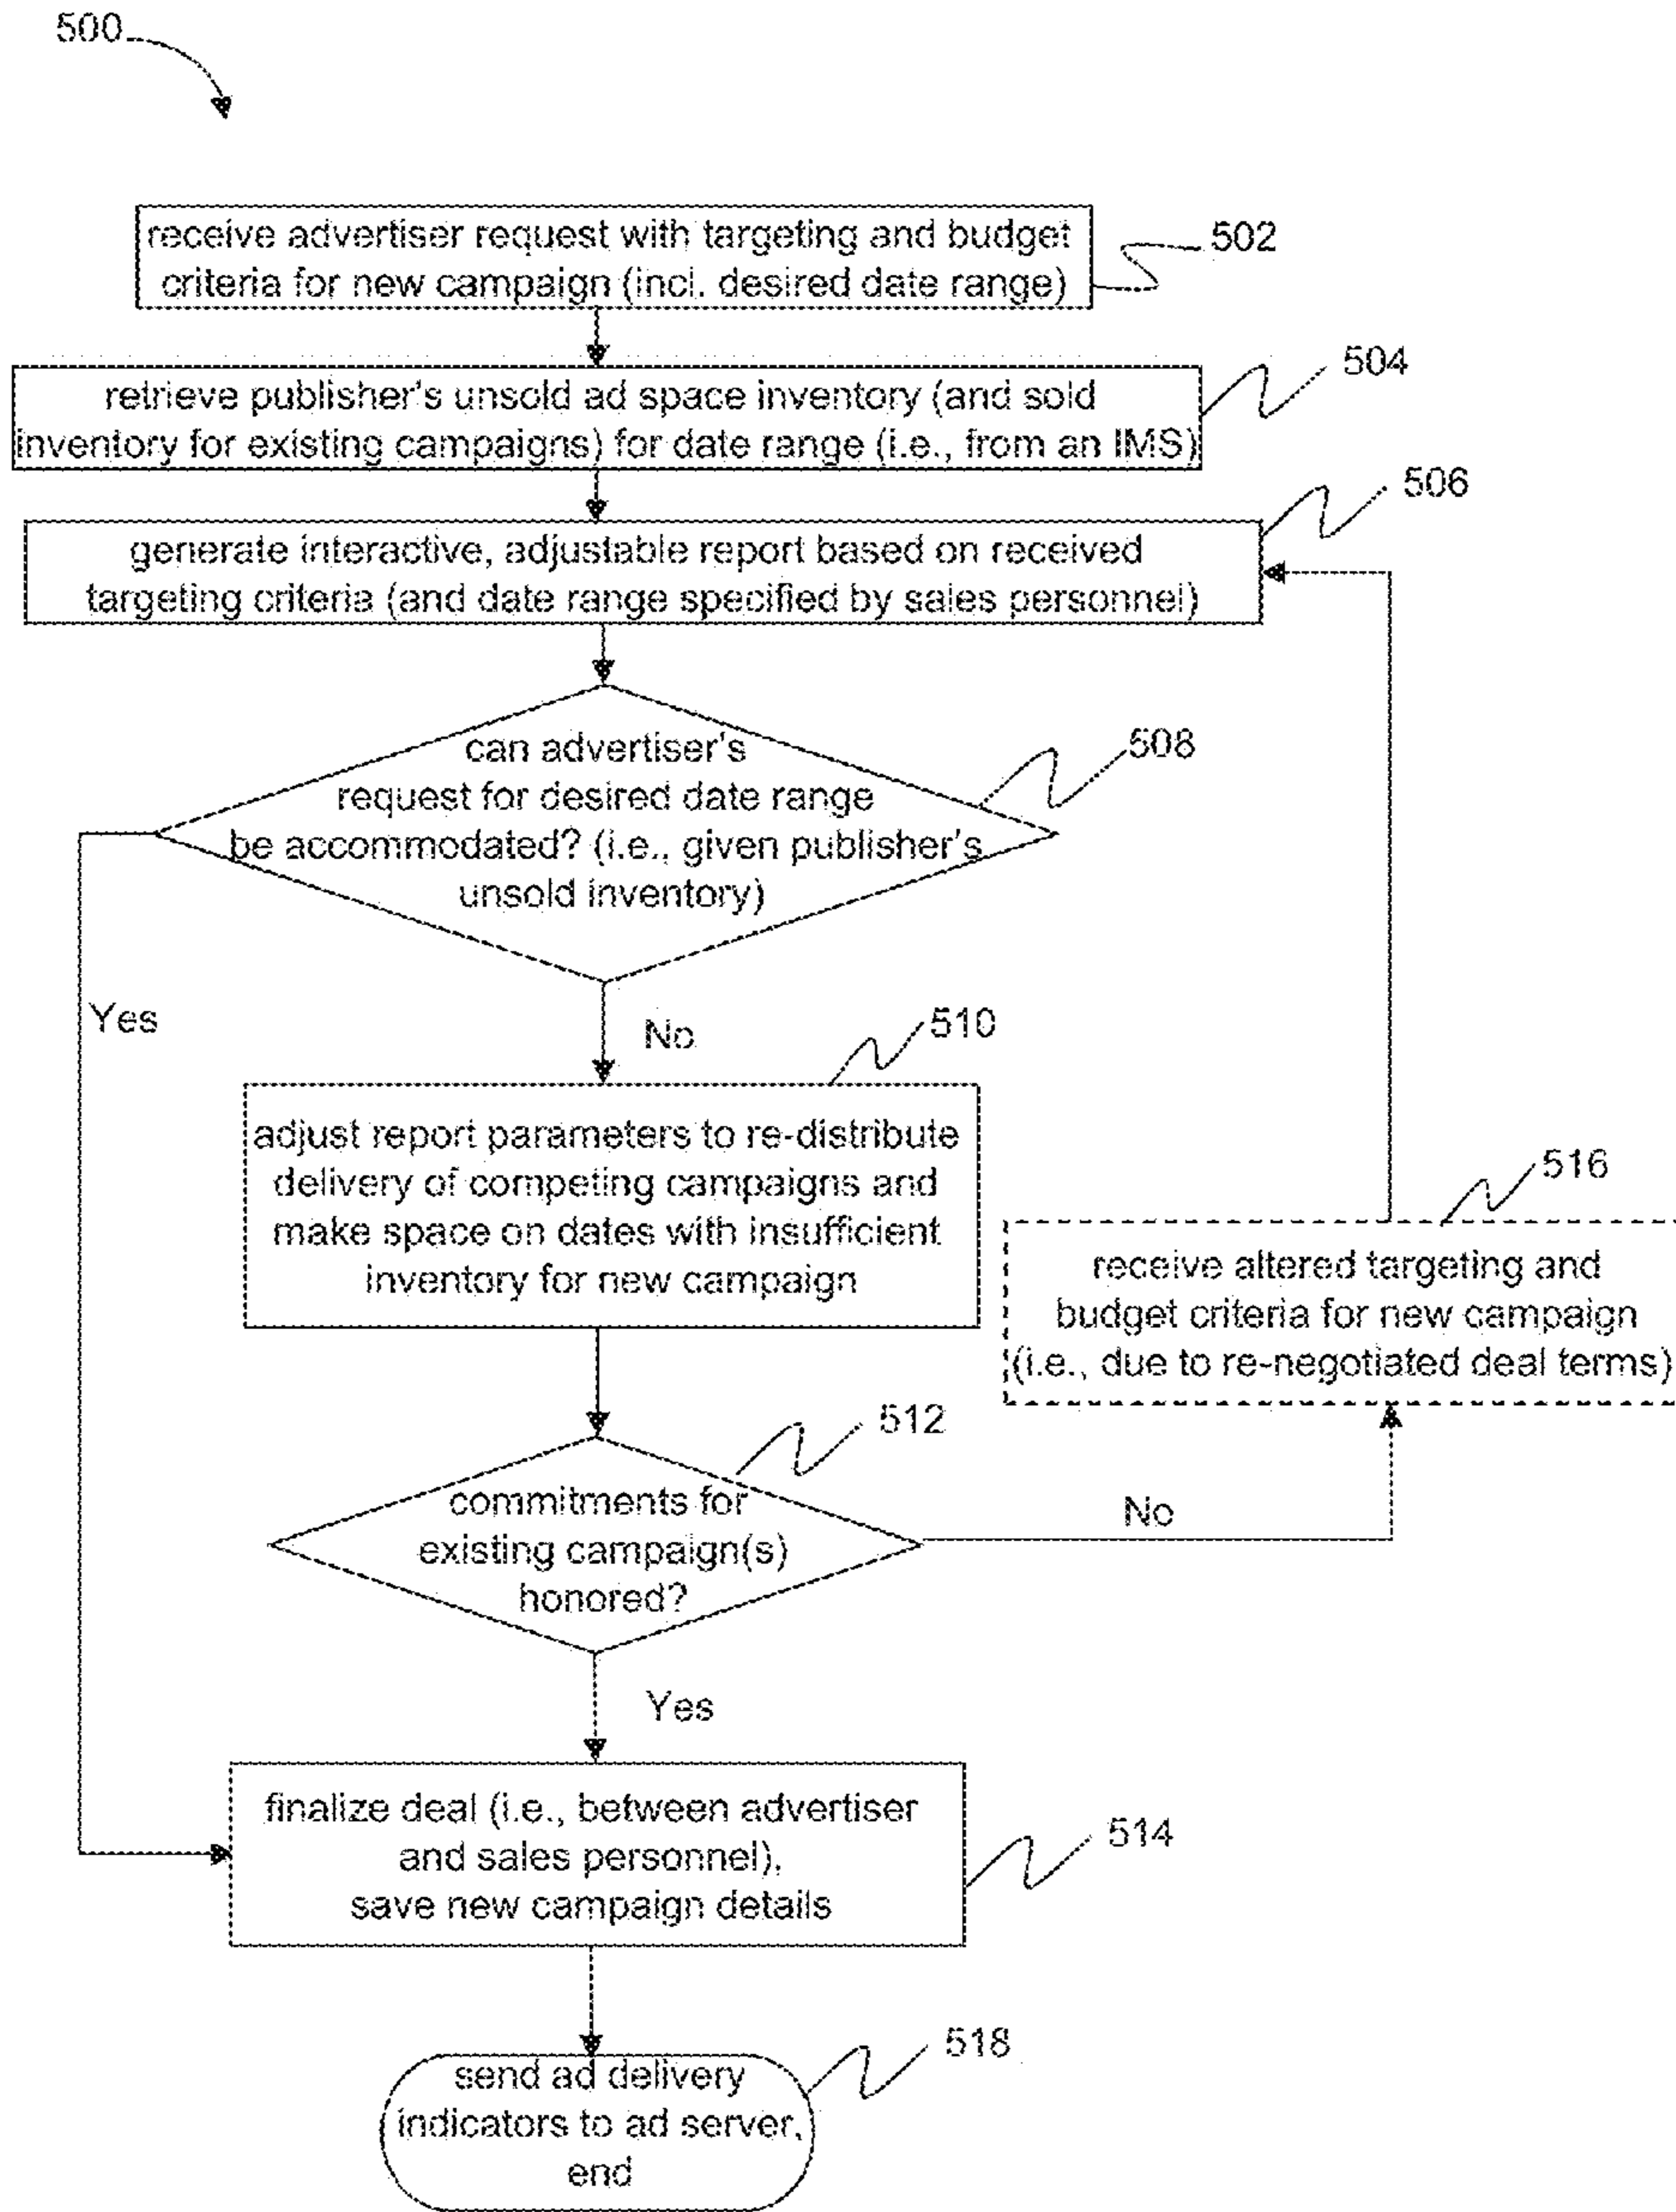 500
receive advertiser request with targeting and budget
criteria for new campaign (incl. desired date range)
502
504
retrieve publisher's unsold ad space inventory (and sold
inventory for existing campaigns) for date range (i.e., from an IMS)
506
generate interactive, adjustable report based on received
targeting criteria (and date range specified by sales personnel)
can advertiser's
request for desired date range
be accommodated? (i.e., given publisher's
unsold inventory)
508
Yes
No
510
adjust report parameters to re-distribute
delivery of competing campaigns and
make space on dates with insufficient
inventory for new campaign
516
receive altered targeting and
budget criteria for new campaign
(i.e., due to re-negotiated deal terms)
512
commitments for
existing campaign(s)
honored?
No
Yes
finalize deal (i.e., between advertiser
and sales personnel),
save new campaign details
514
518
send ad delivery
indicators to ad server,
end